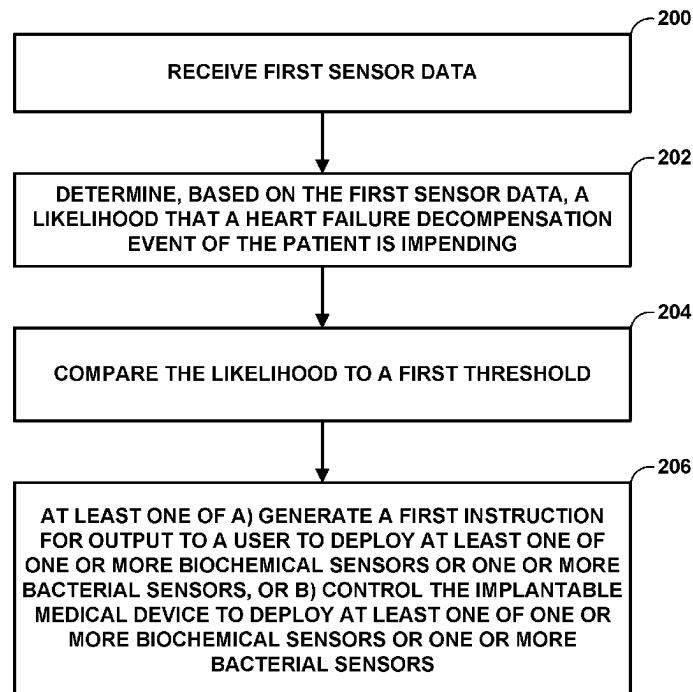 200
RECEIVE FIRST SENSOR DATA
202
DETERMINE, BASED ON THE FIRST SENSOR DATA, A
LIKELIHOOD THAT A HEART FAILURE DECOMPENSATION
EVENT OF THE PATIENT IS IMPENDING
204
COMPARE THE LIKELIHOOD TO A FIRST THRESHOLD
206
AT LEAST ONE OF A) GENERATE A FIRST INSTRUCTION
FOR OUTPUT TO A USER TO DEPLOY AT LEAST ONE OF
ONE OR MORE BIOCHEMICAL SENSORS OR ONE OR MORE
BACTERIAL SENSORS, OR B) CONTROL THE IMPLANTABLE
MEDICAL DEVICE TO DEPLOY AT LEAST ONE OF ONE OR
MORE BIOCHEMICAL SENSORS OR ONE OR MORE
BACTERIAL SENSORS